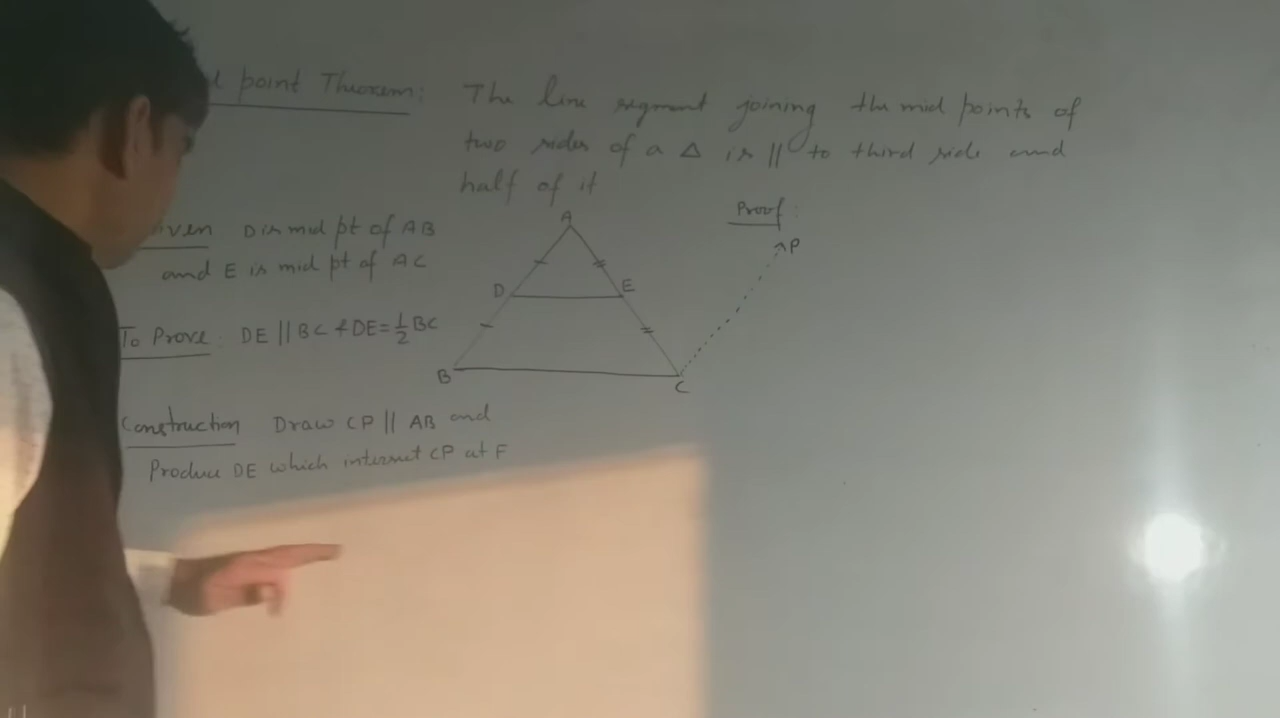 point Theorem: The line segment joining the mid points of
two sides of a △ is || to third side and
half of it
D is mid pt of AB
and E is mid pt of AC
To Prove: DE || BC & DE = 1/2 BC
Construction Draw CP || AB and
Produce DE which intersect CP at F
A
D
E
B
C
Proof:
P